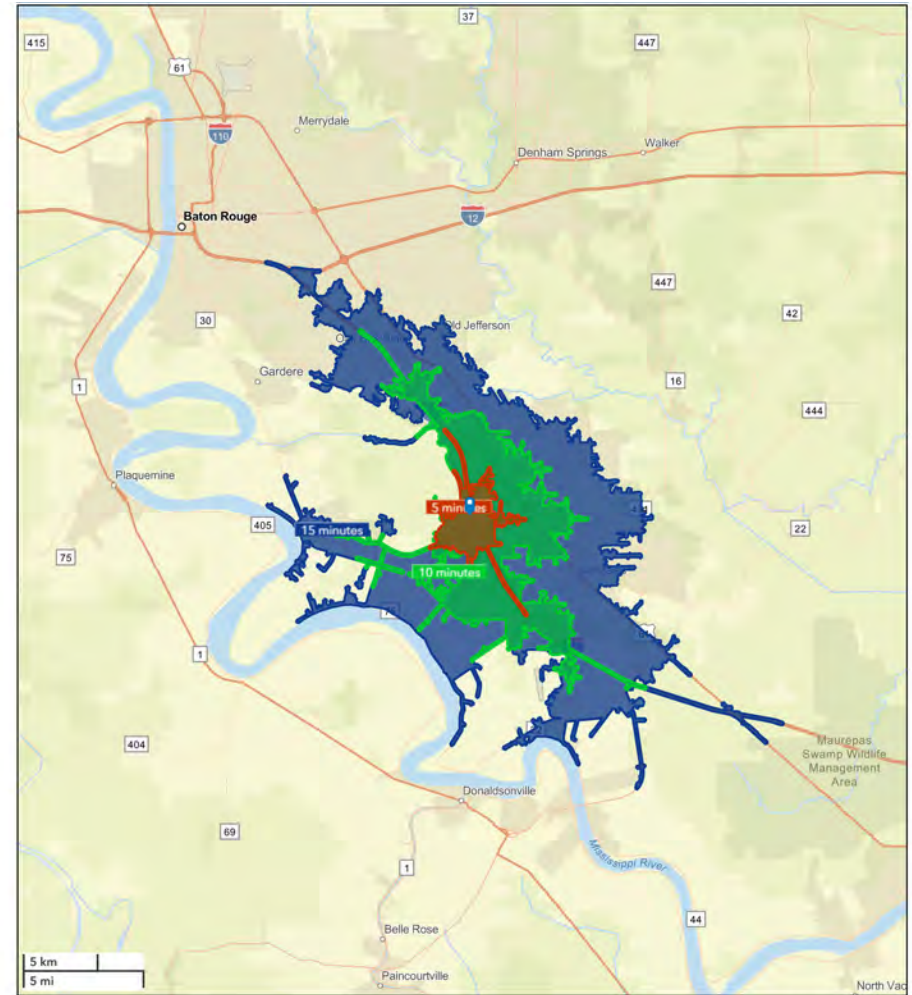 37
415
447
61
Merrydale
110
Walker
Denham Springs
Baton Rouge
12
447
30
42
Old Jefferson
Gardere
16
1
444
Plaquemine
5 minutes
405
15 minutes
22
75
10 minutes
1
404
Maurepas
Swamp Wildlife
Management
Area
Donaldsonville
69
Mississippi River
1
44
Belle Rose
5 km
5 mi
Paincourtville